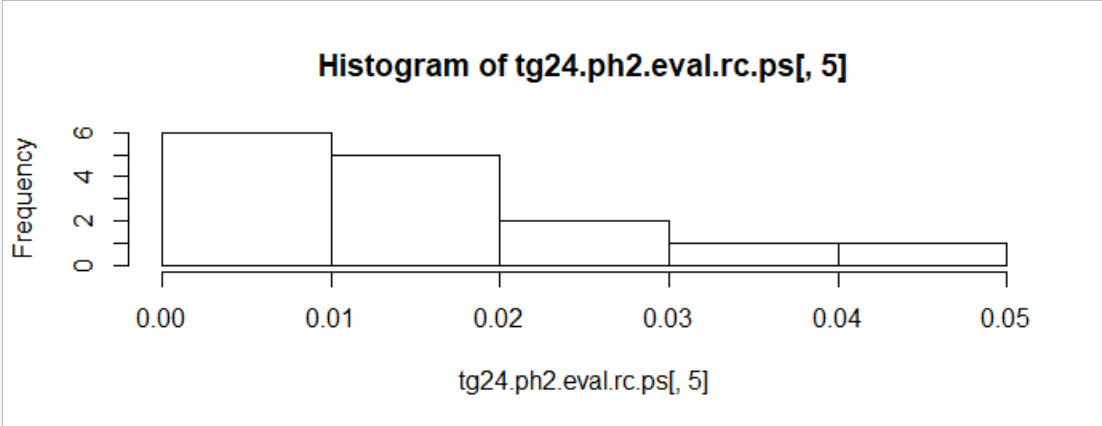 Histogram of tg24.ph2.eval.rc.ps[, 5]
Frequency
6
4
2
0
0.00 0.01 0.02 0.03 0.04 0.05
tg24.ph2.eval.rc.ps[, 5]